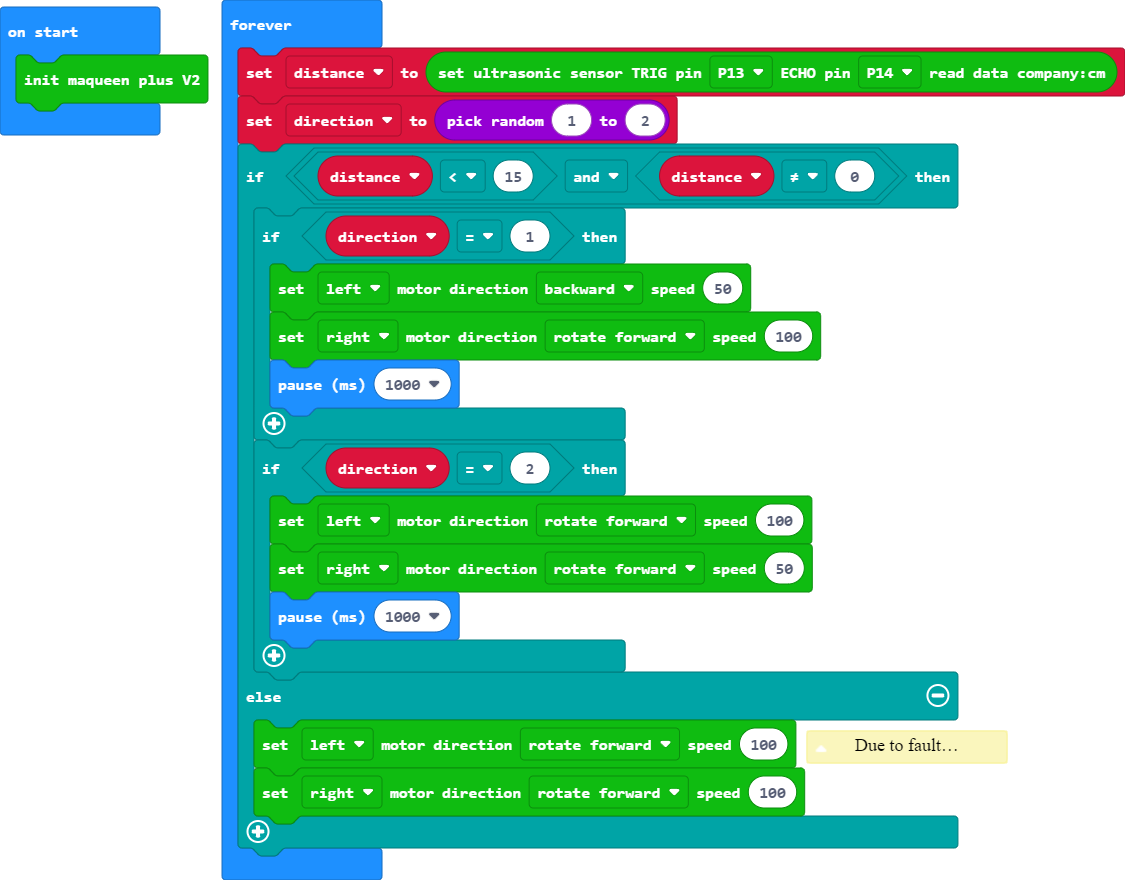 on start
init maqueen plus V2
forever
set distance to set ultrasonic sensor TRIG pin P13 ECHO pin P14 read data company:cm
set direction to pick random 1 to 2
if distance < 15 and distance ≠ 0 then
if direction = 1 then
set left motor direction backward speed 50
set right motor direction rotate forward speed 100
pause (ms) 1000
if direction = 2 then
set left motor direction rotate forward speed 100
set right motor direction rotate forward speed 50
pause (ms) 1000
else
set left motor direction rotate forward speed 100
Due to fault…
set right motor direction rotate forward speed 100